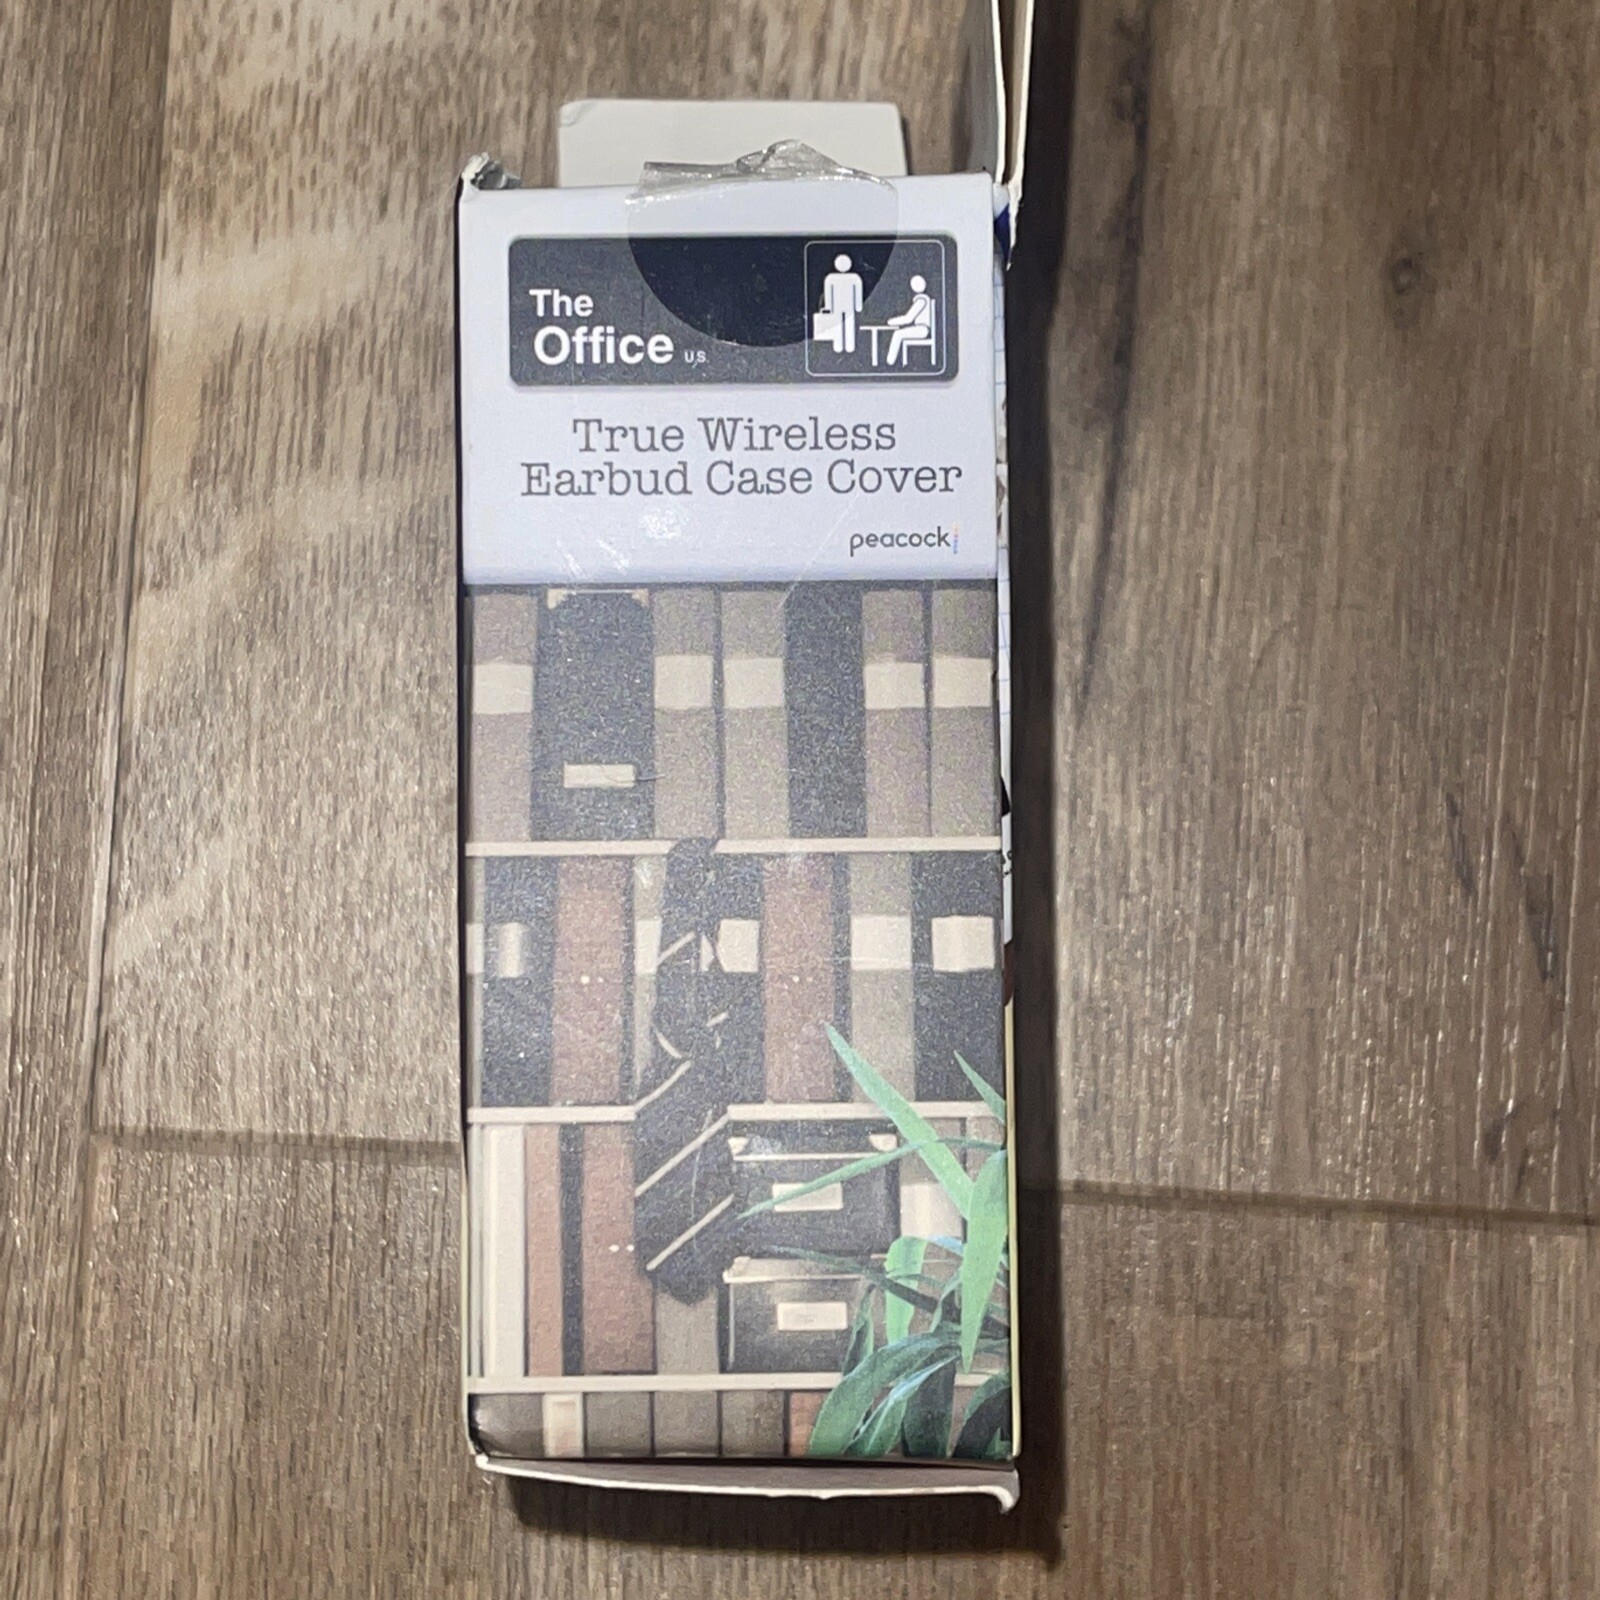 The
Office U.S.
True Wireless
Earbud Case Cover
peacock